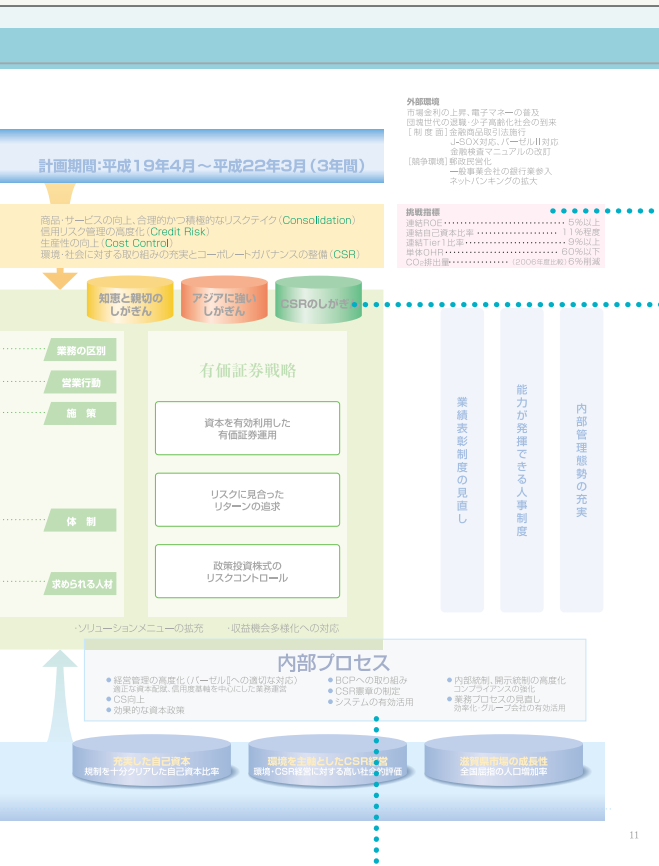 外部環境
市場金利の上昇、電子マネーの普及
団塊世代の退職・少子高齢化社会の到来
［制 度 面］金融商品取引法施行
J-SOX対応、バーゼルⅡ対応
金融検査マニュアルの改訂
［競争環境］郵政民営化
一般事業会社の銀行業参入
ネットバンキングの拡大
計画期間：平成19年4月～平成22年3月（3年間）
商品・サービスの向上、合理的かつ積極的なリスクテイク（Consolidation）
信用リスク管理の高度化（Credit Risk）
生産性の向上（Cost Control）
環境・社会に対する取り組みの充実とコーポレートガバナンスの整備（CSR）
挑戦指標
連結ROE 5%以上
連結自己資本比率 11%程度
連結Tier1比率 9%以上
単体OHR 60%以下
CO₂排出量 （2006年度比較）6%削減
知恵と親切の
しがぎん
アジアに強い
しがぎん
CSRのしがぎん
業務の区別
営業行動
施 策
体 制
求められる人材
有価証券戦略
資本を有効利用した
有価証券運用
リスクに見合った
リターンの追求
政策投資株式の
リスクコントロール
業績表彰制度の見直し
能力が発揮できる人事制度
内部管理態勢の充実
・ソリューションメニューの拡充 ・収益機会多様化への対応
内部プロセス
●経営管理の高度化（バーゼルⅡへの適切な対応）
適正な資本配賦、信用度基軸を中心にした業務運営
●CS向上
●効果的な資本政策
●BCPへの取り組み
●CSR憲章の制定
●システムの有効活用
●内部統制、開示統制の高度化
コンプライアンスの強化
●業務プロセスの見直し
効率化・グループ会社の有効活用
充実した自己資本
規制を十分クリアした自己資本比率
環境を主軸としたCSR経営
環境・CSR経営に対する高い社会的評価
滋賀県市場の成長性
全国屈指の人口増加率
11